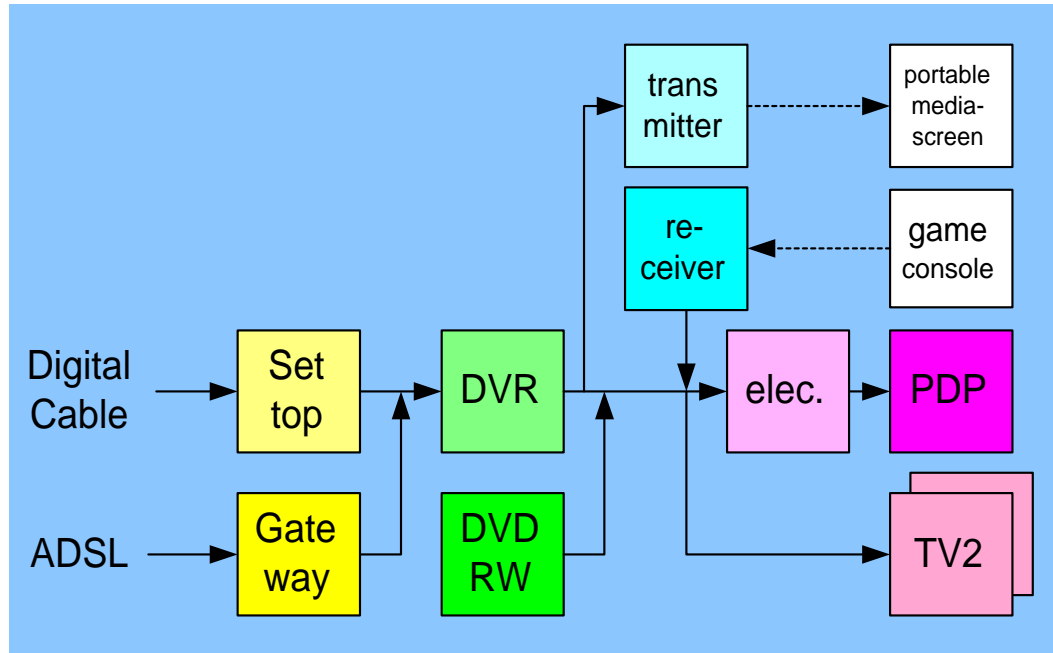 trans
mitter
portable
media-
screen
re-
ceiver
game
console
Digital
Cable
Set
top
DVR
elec.
PDP
ADSL
Gate
way
DVD
RW
TV2